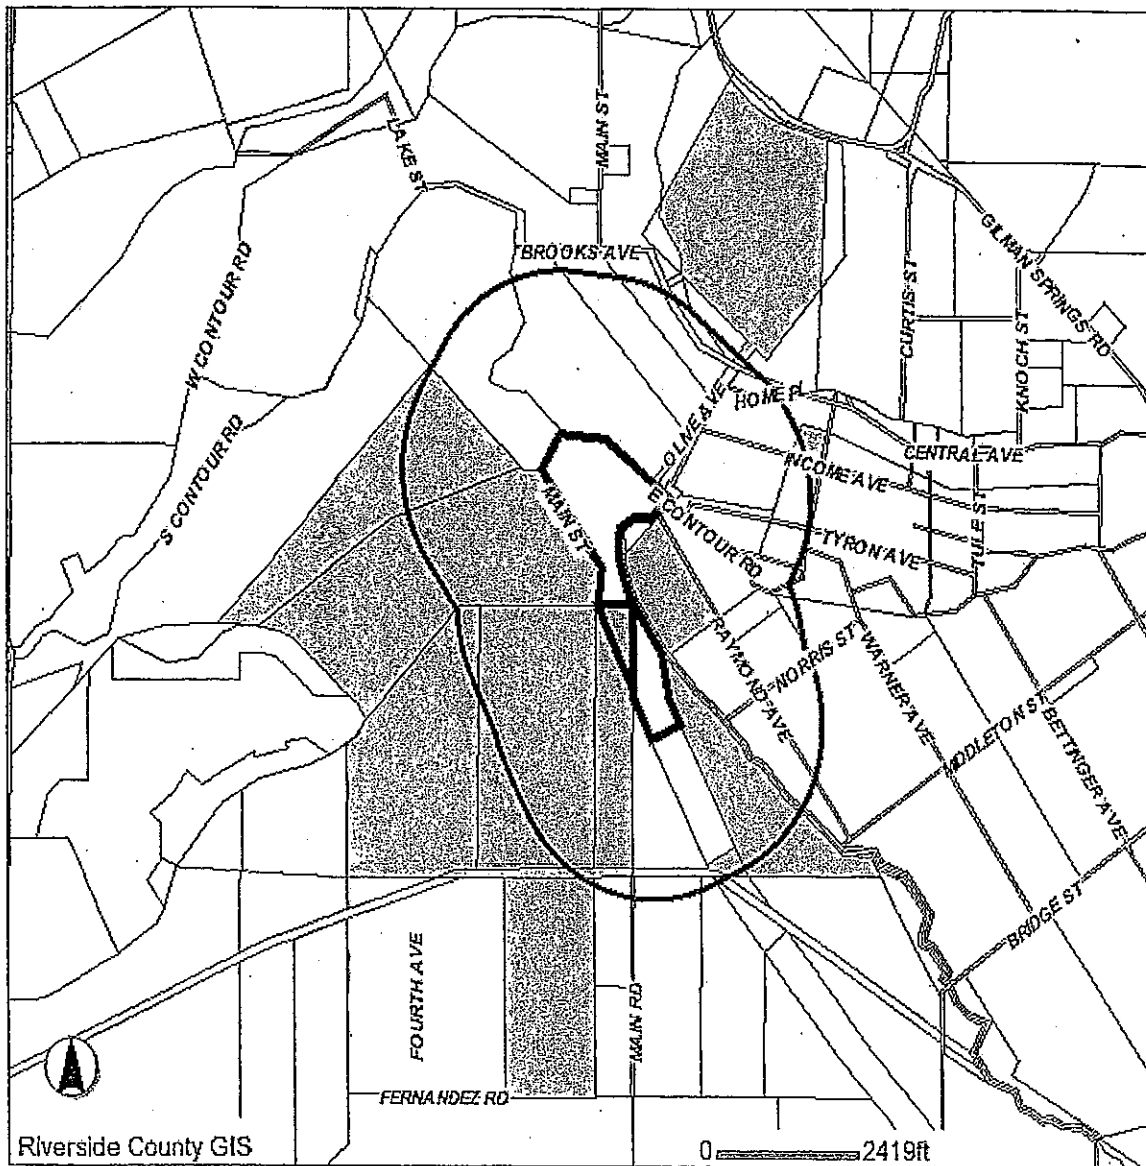 MAIN ST
LAKE ST
BROOKS AVE
GILMAN SPRINGS RD
W CONTOUR RD
CURTIS ST
KNOCH ST
S CONTOUR RD
OLIVE AVE
HOME PL
CENTRAL AVE
INCOME AVE
MAIN ST
E CONTOUR RD
TYRON AVE
TULE ST
RAYMOND AVE
NORRIS ST
WARNER AVE
MIDDLETON ST
BETTINGER AVE
BRIDGE ST
FOURTH AVE
MAIN RD
FERNANDEZ RD
Riverside County GIS
0 2419ft